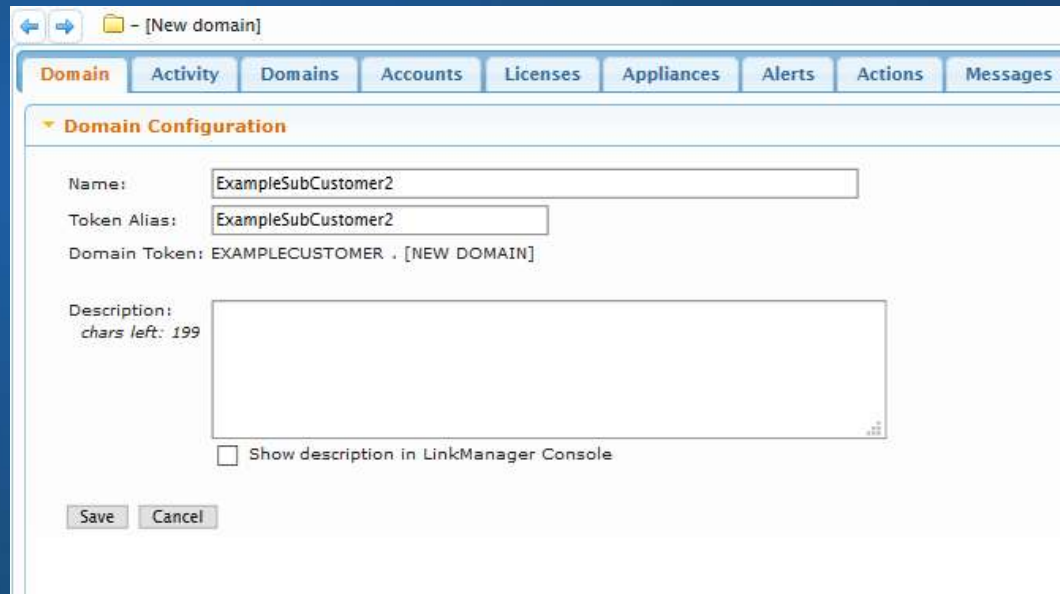 – [New domain]
Domain Activity Domains Accounts Licenses Appliances Alerts Actions Messages
Domain Configuration
Name: ExampleSubCustomer2
Token Alias: ExampleSubCustomer2
Domain Token: EXAMPLECUSTOMER . [NEW DOMAIN]
Description:
chars left: 199
Show description in LinkManager Console
Save Cancel